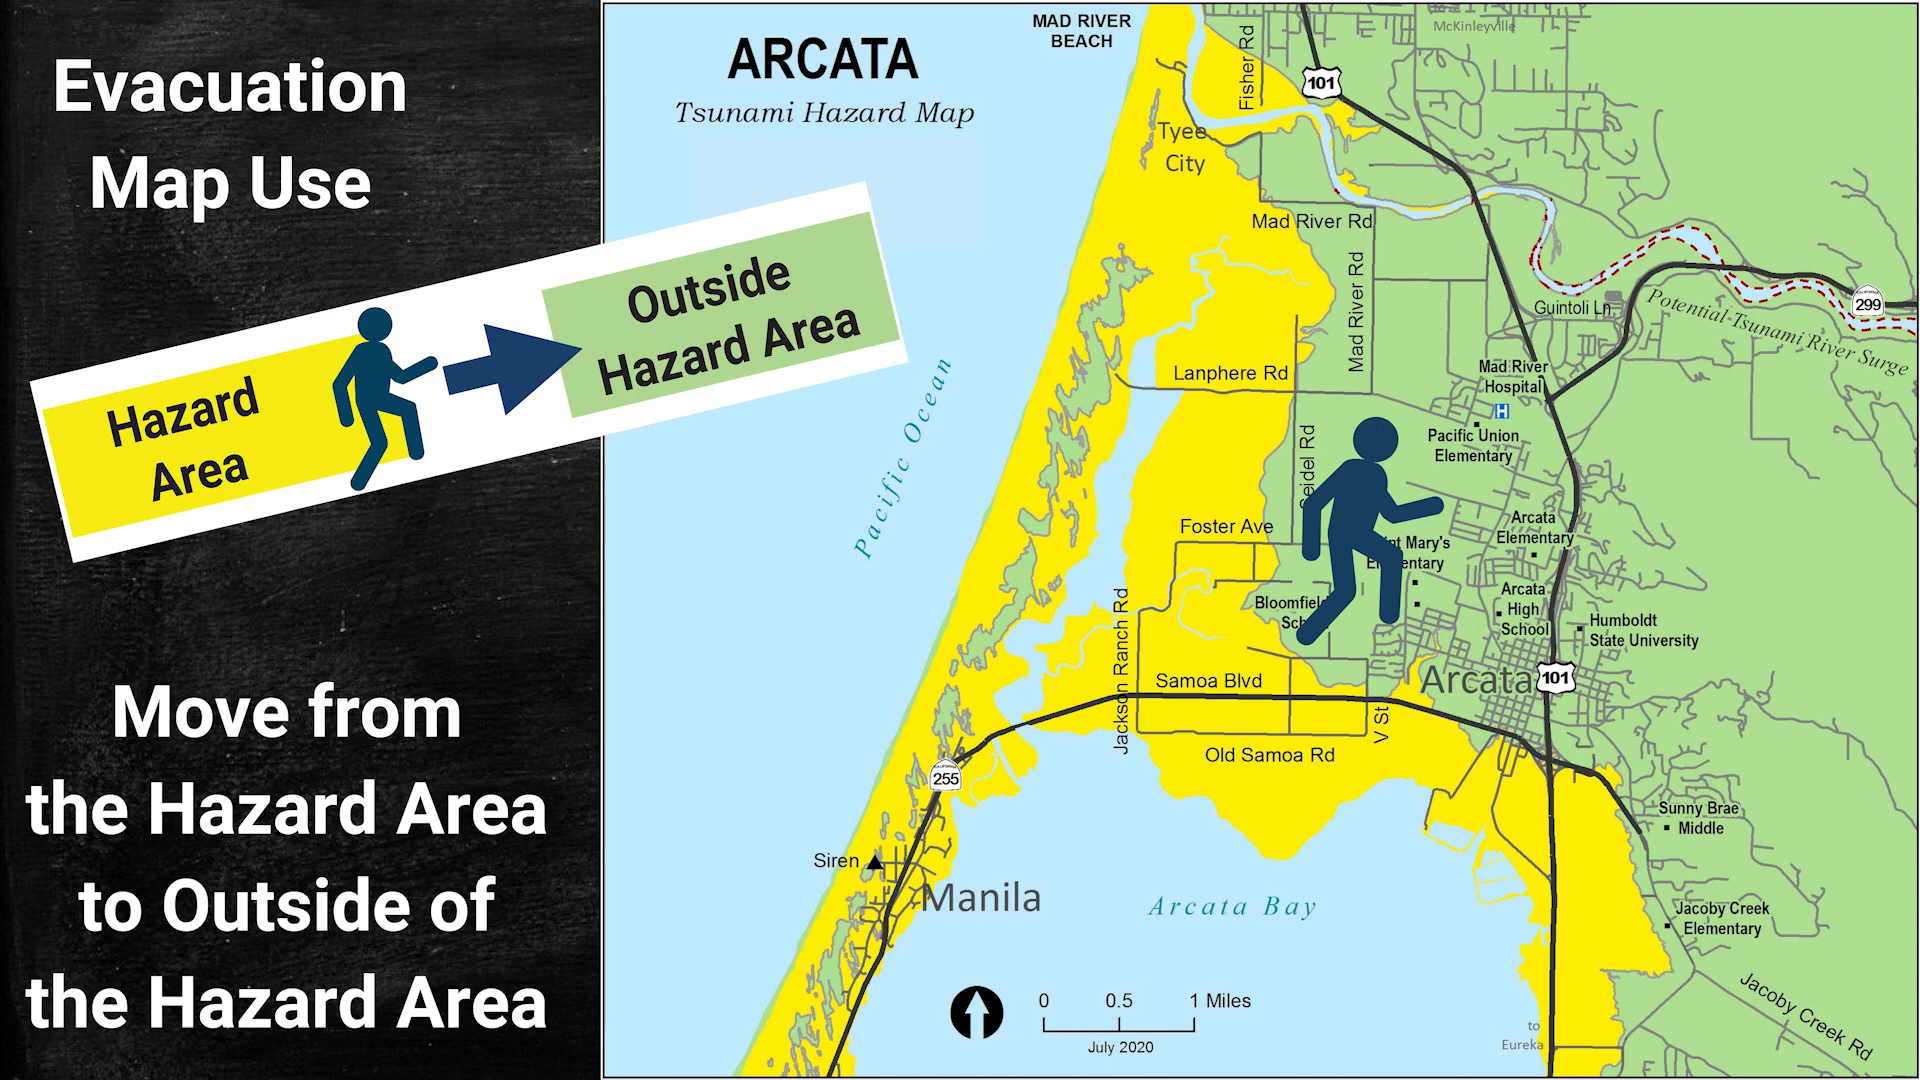 Evacuation
Map Use
Hazard
Area
Outside
Hazard Area
Move from
the Hazard Area
to Outside of
the Hazard Area
ARCATA
Tsunami Hazard Map
MAD RIVER
BEACH
McKinleyville
Fisher Rd
101
Tyee
City
Mad River Rd
Mad River Rd
Guintoli Ln
299
Potential Tsunami River Surge
Lanphere Rd
Mad River
Hospital
H
Pacific Union
Elementary
Pacific Ocean
Seidel Rd
Foster Ave
Arcata
Elementary
Mary's
Arcata
High
School
Bloomfield
Humboldt
State University
Jackson Ranch Rd
Samoa Blvd
Arcata
101
V St
Old Samoa Rd
255
Sunny Brae
Middle
Siren
Manila
Arcata Bay
Jacoby Creek
Elementary
Jacoby Creek Rd
0 0.5 1 Miles
July 2020
to
Eureka